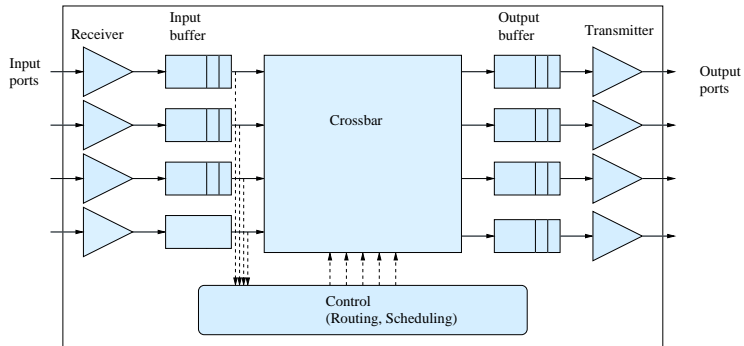 Input
ports
Receiver
Input
buffer
Crossbar
Output
buffer
Transmitter
Output
ports
Control
(Routing, Scheduling)